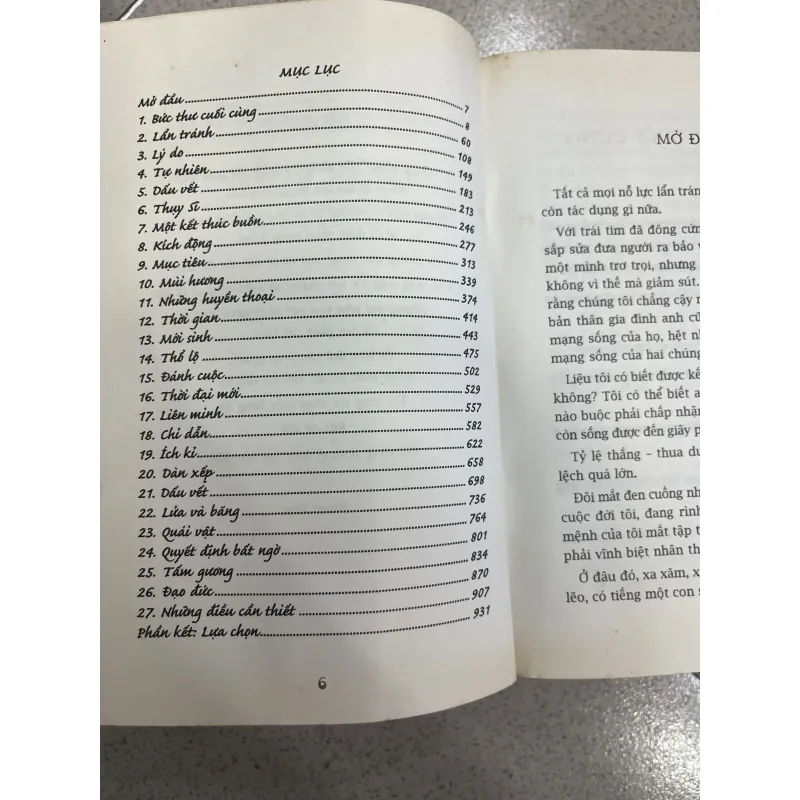 MỤC LỤC
Mở đầu........7
1. Bức thư cuối cùng........8
2. Lẩn tránh........60
3. Lý do........108
4. Tự nhiên........149
5. Dấu vết........183
6. Thụy Sĩ........213
7. Một kết thúc buồn........246
8. Kích động........277
9. Mục tiêu........313
10. Mùi hương........339
11. Những huyền thoại........374
12. Thời gian........414
13. Mới sinh........443
14. Thổ lộ........475
15. Đánh cuộc........502
16. Thời đại mới........529
17. Liên minh........557
18. Chỉ dẫn........582
19. Ích kỉ........622
20. Dàn xếp........658
21. Dấu vết........698
22. Lửa và băng........736
23. Quái vật........764
24. Quyết định bất ngờ........801
25. Tấm gương........834
26. Đạo đức........870
27. Những điều cần thiết........907
Phần kết: Lựa chọn........931
6
MỞ Đ
Tất cả mọi nỗ lực lẩn trán
còn tác dụng gì nữa.
Với trái tim đã đông cứn
sắp sửa đưa người ra bảo v
một mình trơ trọi, nhưng
không vì thế mà giảm sút.
rằng chúng tôi chẳng cậy n
bản thân gia đình anh cũ
mạng sống của họ, hệt nh
mạng sống của hai chúng
Liệu tôi có biết được kế
không? Tôi có thể biết a
nào buộc phải chấp nhận
còn sống được đến giây p
Tỷ lệ thắng - thua du
lệch quá lớn.
Đôi mắt đen cuồng nh
cuộc đời tôi, đang rình
mệnh của tôi mất tập t
phải vĩnh biệt nhân th
Ở đâu đó, xa xăm, x
lẽo, có tiếng một con s